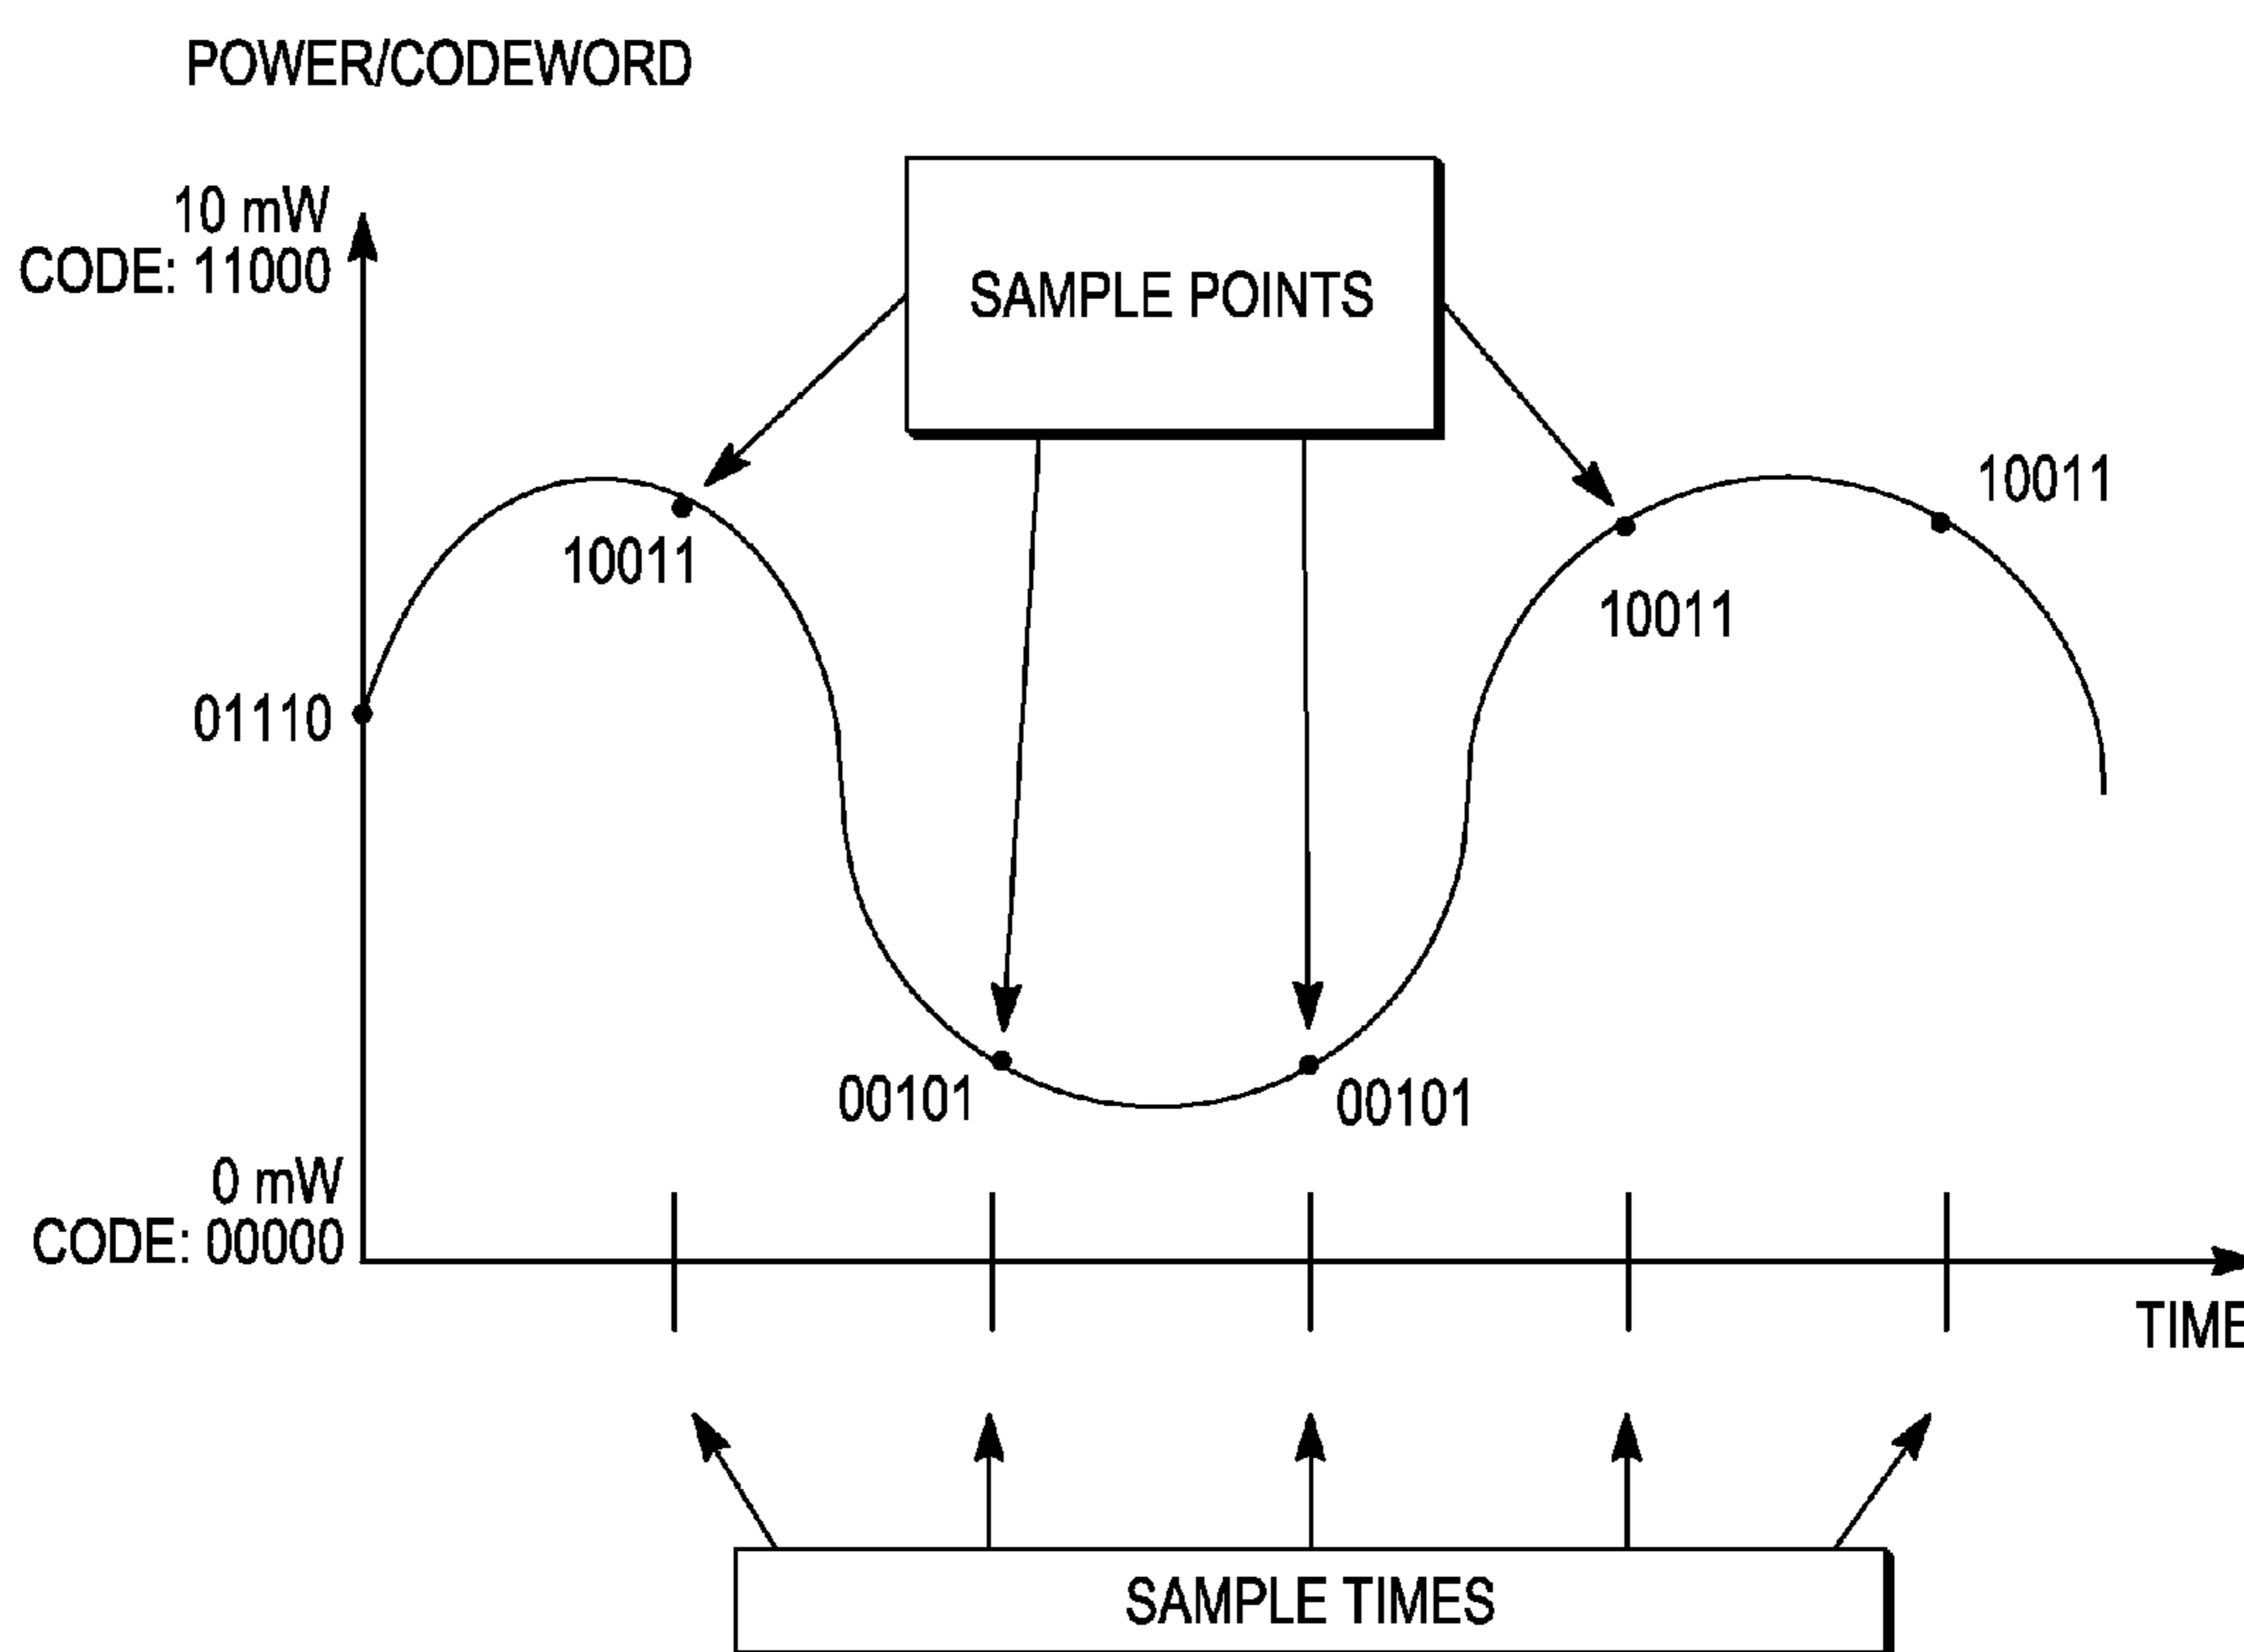 POWER/CODEWORD
10 mW
CODE: 11000
SAMPLE POINTS
10011
10011
10011
01110
00101
00101
0 mW
CODE: 00000
TIME
SAMPLE TIMES